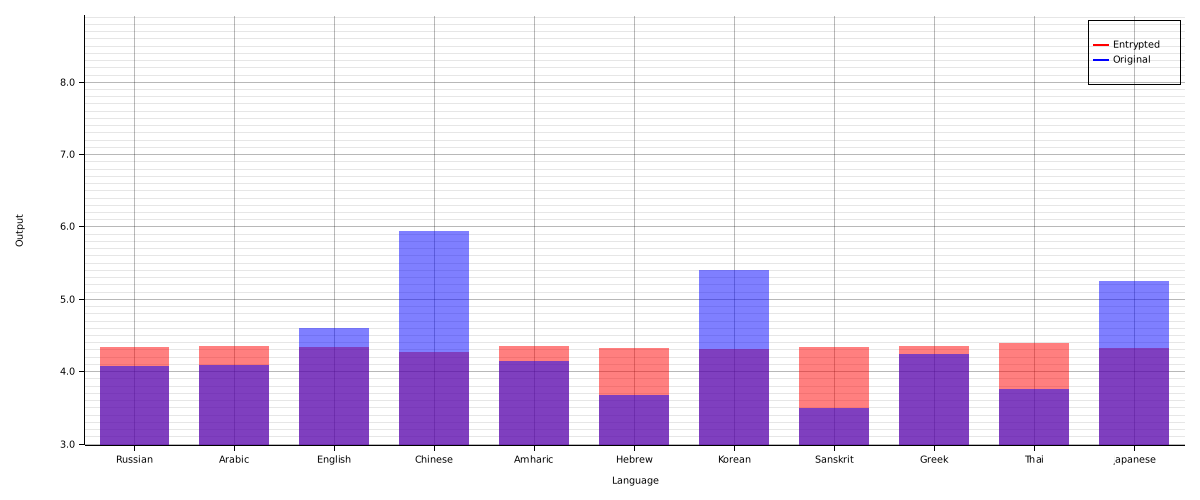 Entrypted
Original
8.0
7.0
6.0
5.0
4.0
3.0
Output
Russian Arabic English Chinese Amharic Hebrew Korean Sanskrit Greek Thai Japanese
Language